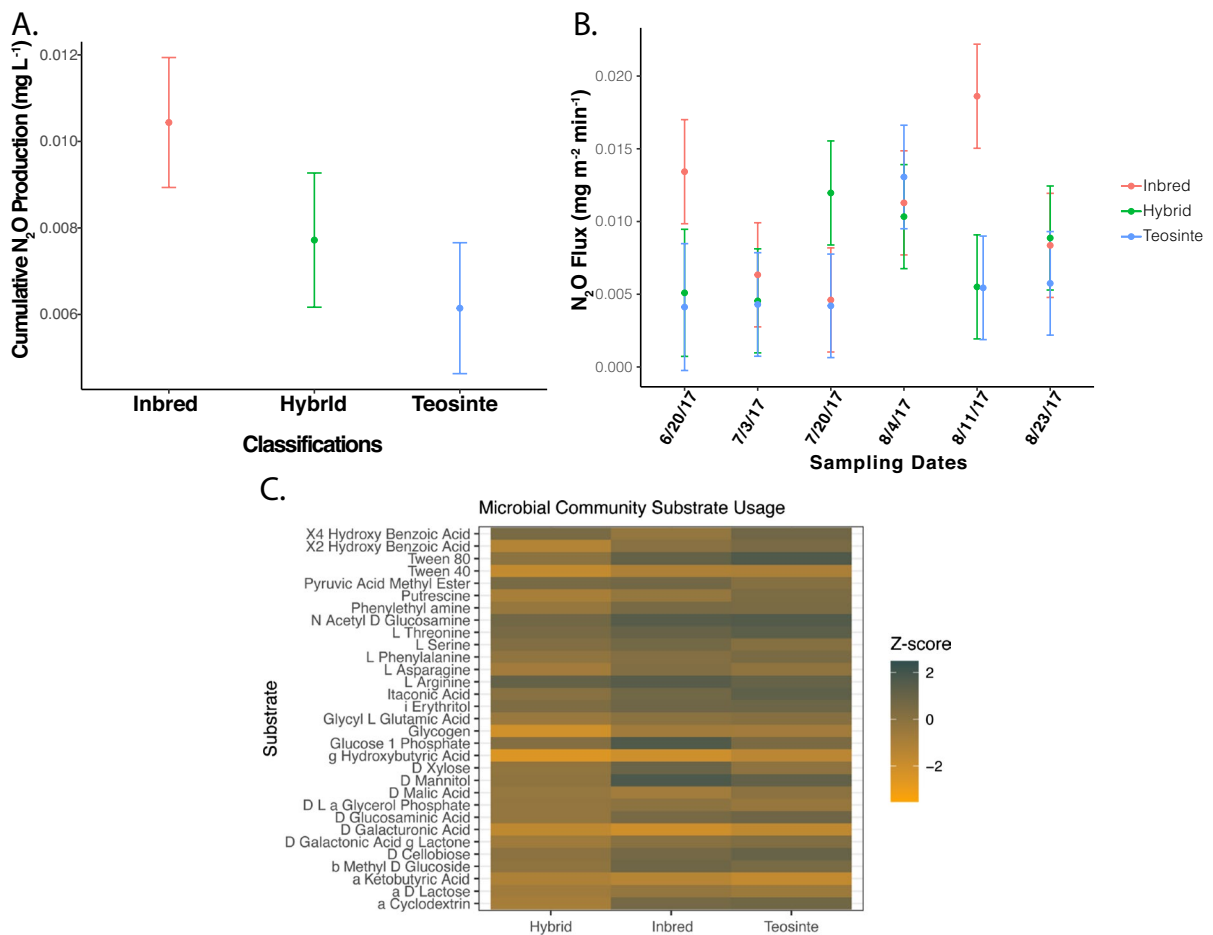 A.
Cumulative N2O Production (mg L-1)
0.012
0.010
0.008
0.006
Inbred HybrId Teosinte
Classifications
B.
N2O Flux (mg m-2 min-1)
0.020
0.015
0.010
0.005
0.000
6/20/17 7/3/17 7/20/17 8/4/17 8/11/17 8/23/17
Sampling Dates
Inbred
Hybrid
Teosinte
C.
Microbial Community Substrate Usage
Substrate
X4 Hydroxy Benzoic Acid
X2 Hydroxy Benzoic Acid
Tween 80
Tween 40
Pyruvic Acid Methyl Ester
Putrescine
Phenylethyl amine
N Acetyl D Glucosamine
L Threonine
L Serine
L Phenylalanine
L Asparagine
L Arginine
Itaconic Acid
i Erythritol
Glycyl L Glutamic Acid
Glycogen
Glucose 1 Phosphate
g Hydroxybutyric Acid
D Xylose
D Mannitol
D Malic Acid
D L a Glycerol Phosphate
D Glucosaminic Acid
D Galacturonic Acid
D Galactonic Acid g Lactone
D Cellobiose
b Methyl D Glucoside
a Ketobutyric Acid
a D Lactose
a Cyclodextrin
Hybrid Inbred Teosinte
Z-score
2
0
−2